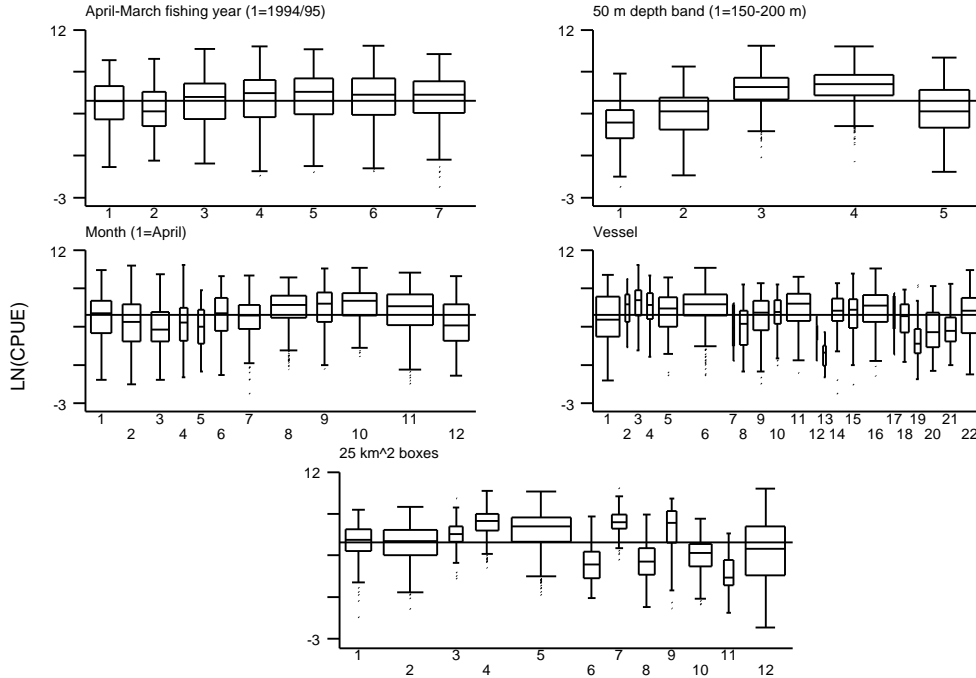 April-March fishing year (1=1994/95)
12
-3
1 2 3 4 5 6 7
50 m depth band (1=150-200 m)
12
-3
1 2 3 4 5
LN(CPUE)
Month (1=April)
12
-3
1 3 5 7 9 11
2 4 6 8 10 12
Vessel
12
-3
1 3 5 7 9 11 13 15 17 19 21
2 4 6 8 10 12 14 16 18 20 22
25 km^2 boxes
12
-3
1 3 5 7 9 11
2 4 6 8 10 12